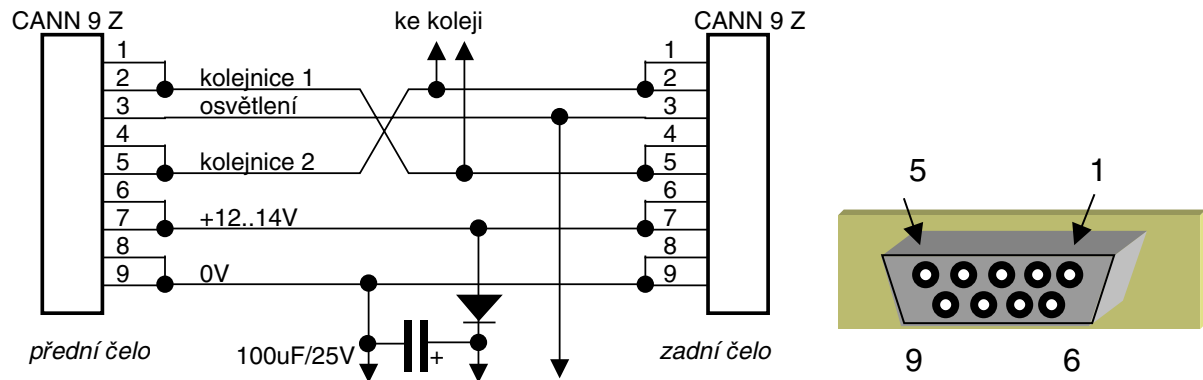 CANN 9 Z
ke koleji
CANN 9 Z
1
2
3
4
5
6
7
8
9
kolejnice 1
osvětlení
kolejnice 2
+12..14V
0V
1
2
3
4
5
6
7
8
9
přední čelo
100uF/25V
+
zadní čelo
5 1
9 6